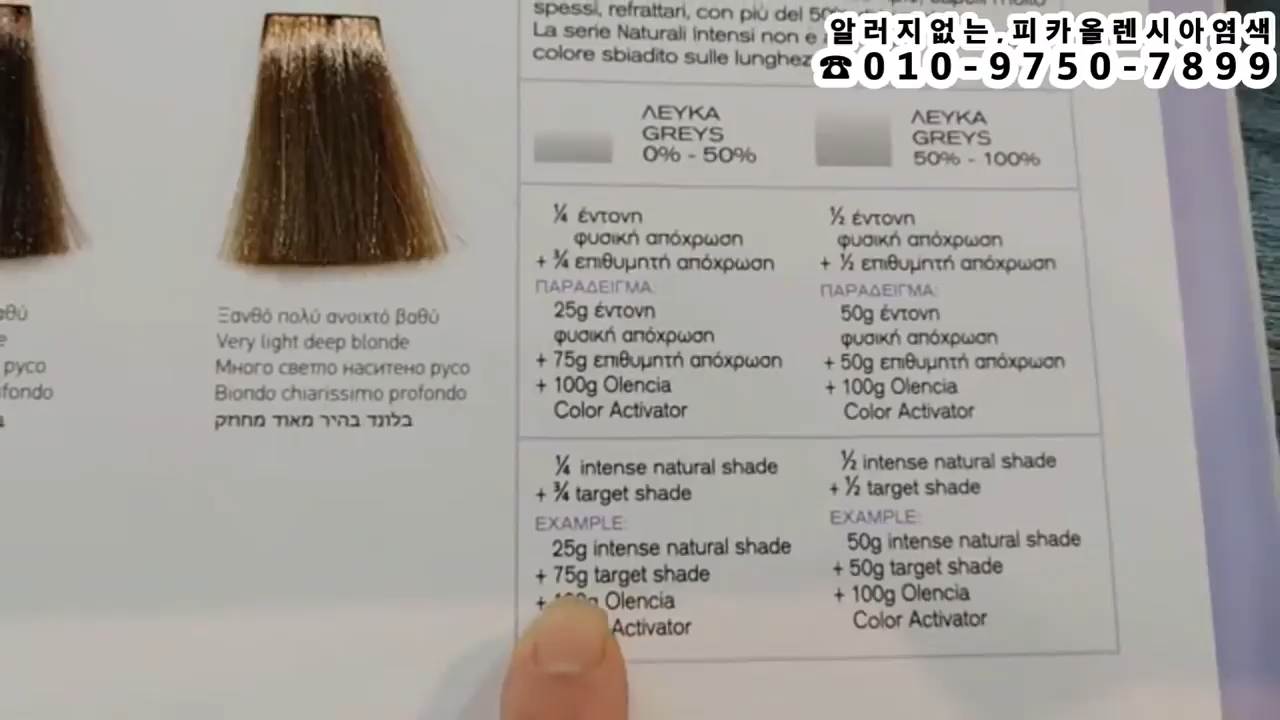 spessi, refrattari, con più del 50%
La serie Naturali Intensi non e
colore sbiadito sulle lunghez
알러지없는,피카올렌시아염색
☎010-9750-7899
ΛΕΥΚΑ
GREYS
0% - 50%
ΛΕΥΚΑ
GREYS
50% - 100%
¼ έντονη
φυσική απόχρωση
+ ¾ επιθυμητή απόχρωση
ΠΑΡΑΔΕΙΓΜΑ:
25g έντονη
φυσική απόχρωση
+ 75g επιθυμητή απόχρωση
+ 100g Olencia
Color Activator
½ έντονη
φυσική απόχρωση
+ ½ επιθυμητή απόχρωση
ΠΑΡΑΔΕΙΓΜΑ:
50g έντονη
φυσική απόχρωση
+ 50g επιθυμητή απόχρωση
+ 100g Olencia
Color Activator
¼ intense natural shade
+ ¾ target shade
EXAMPLE:
25g intense natural shade
+ 75g target shade
+ 100g Olencia
Activator
½ intense natural shade
+ ½ target shade
EXAMPLE:
50g intense natural shade
+ 50g target shade
+ 100g Olencia
Color Activator
αθύ
e
русо
ofondo
Ξανθό πολύ ανοιχτό βαθύ
Very light deep blonde
Много светло наситено русо
Biondo chiarissimo profondo
בלונד בהיר מאוד מחוזק